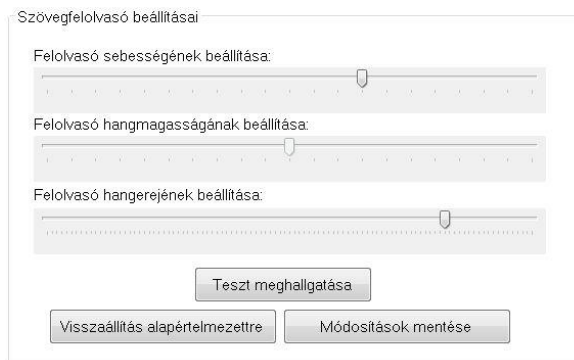 Szövegfelolvasó beállításai
Felolvasó sebességének beállítása:
Felolvasó hangmagasságának beállítása:
Felolvasó hangerejének beállítása:
Teszt meghallgatása
Visszaállítás alapértelmezettre
Módosítások mentése